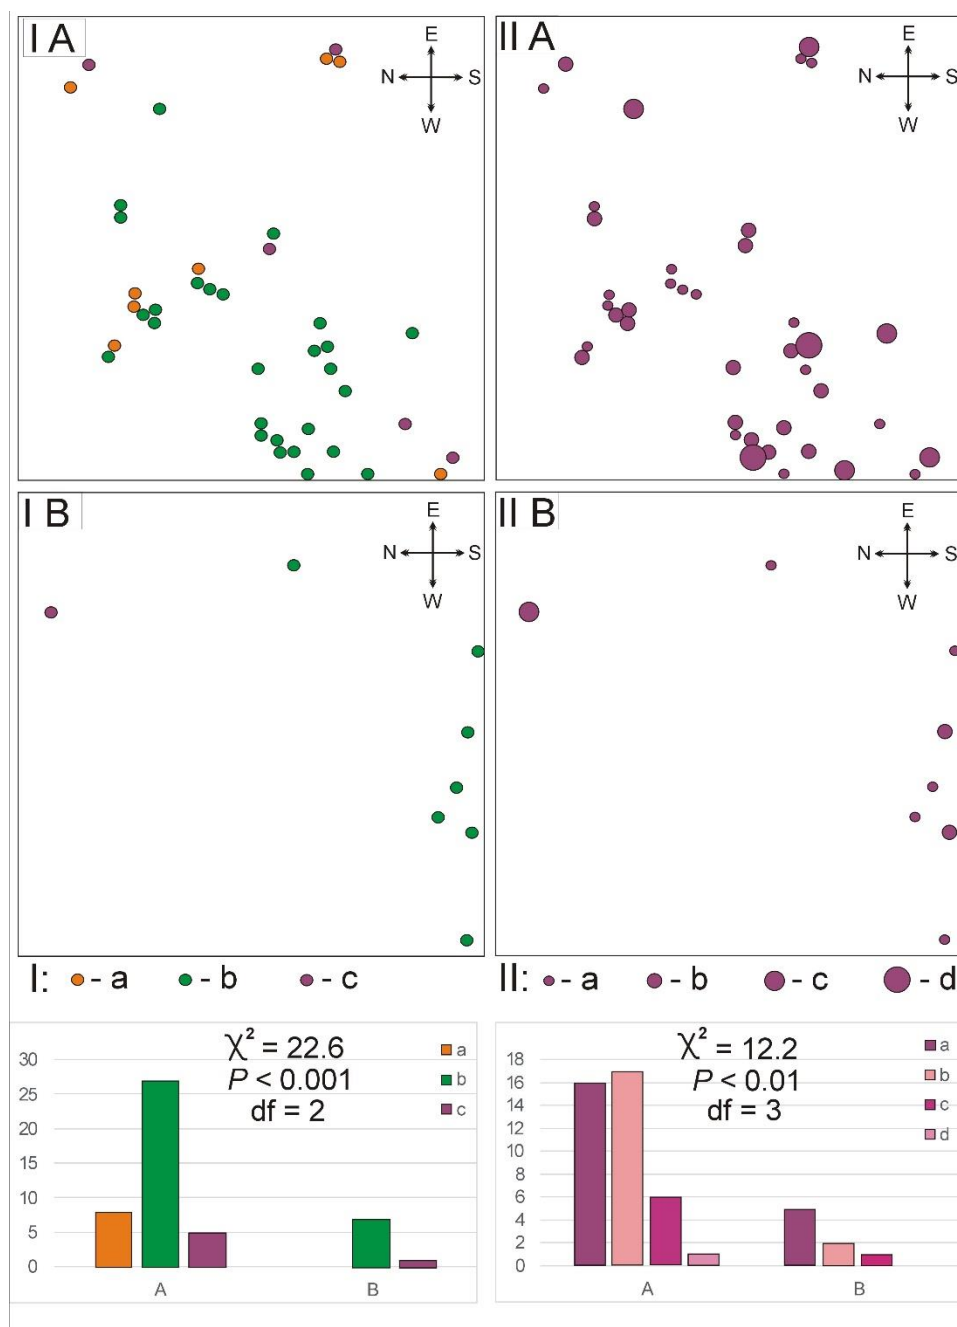 I A
E
N S
W
II A
E
N S
W
I B
E
N S
W
II B
E
N S
W
I: - a - b - c
II: - a - b - c - d
χ² = 22.6
P < 0.001
df = 2
a
b
c
30
25
20
15
10
5
0
A B
χ² = 12.2
P < 0.01
df = 3
a
b
c
d
18
16
14
12
10
8
6
4
2
0
A B